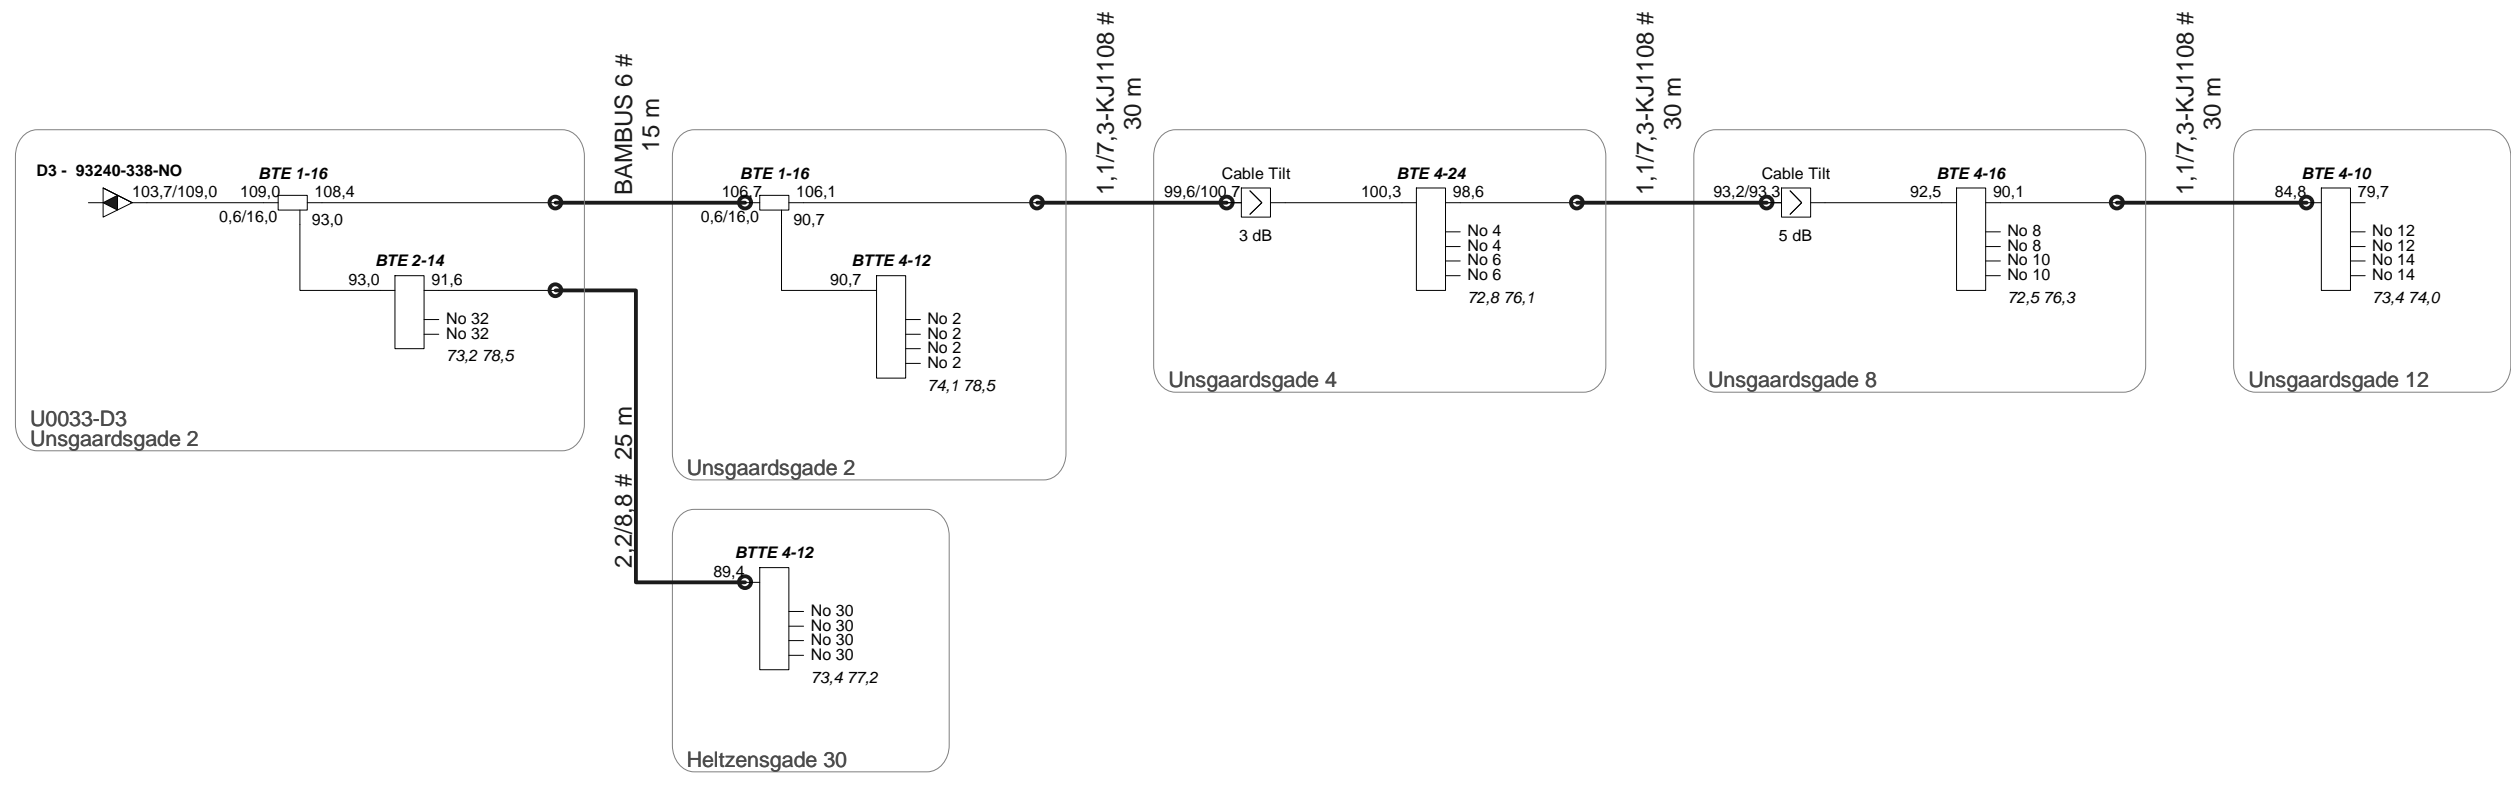 BAMBUS 6 #
15 m
1,1/7,3-KJ1108 #
30 m
1,1/7,3-KJ1108 #
30 m
1,1/7,3-KJ1108 #
30 m
D3 - 93240-338-NO
103,7/109,0
BTE 1-16
109,0
108,4
0,6/16,0
93,0
BTE 2-14
93,0
91,6
No 32
No 32
73,2 78,5
U0033-D3
Unsgaardsgade 2
2,2/8,8 # 25 m
BTE 1-16
106,7
106,1
0,6/16,0
90,7
BTTE 4-12
90,7
No 2
No 2
No 2
No 2
74,1 78,5
Unsgaardsgade 2
BTTE 4-12
89,4
No 30
No 30
No 30
No 30
73,4 77,2
Heltzensgade 30
99,6/100,7
Cable Tilt
3 dB
BTE 4-24
100,3
98,6
No 4
No 4
No 6
No 6
72,8 76,1
Unsgaardsgade 4
93,2/93,3
Cable Tilt
5 dB
BTE 4-16
92,5
90,1
No 8
No 8
No 10
No 10
72,5 76,3
Unsgaardsgade 8
BTE 4-10
84,8
79,7
No 12
No 12
No 14
No 14
73,4 74,0
Unsgaardsgade 12